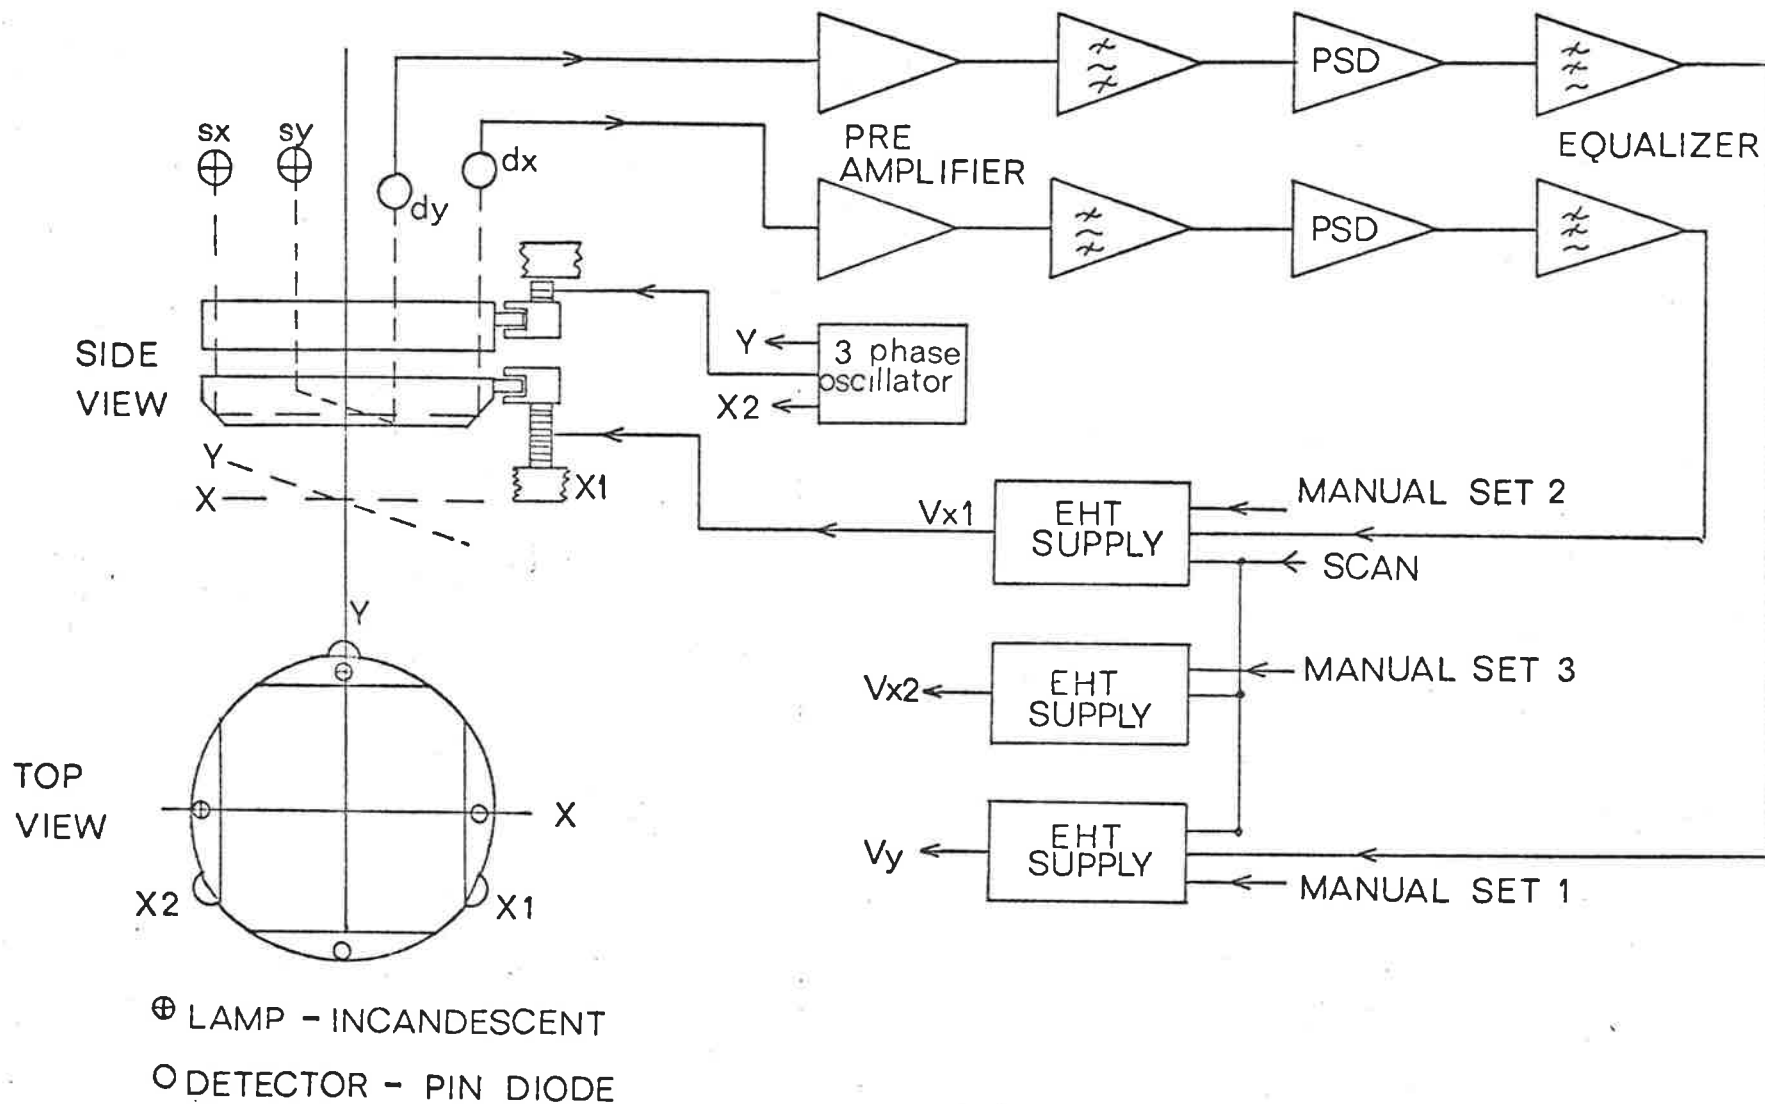 PSD
PRE
AMPLIFIER
EQUALIZER
sx
sy
dx
dy
PSD
SIDE
VIEW
Y
3 phase
oscillator
X2
Y
X
X1
Vx1
EHT
SUPPLY
MANUAL SET 2
SCAN
Y
Vx2
EHT
SUPPLY
MANUAL SET 3
TOP
VIEW
X
Vy
EHT
SUPPLY
MANUAL SET 1
X2
X1
LAMP - INCANDESCENT
DETECTOR - PIN DIODE